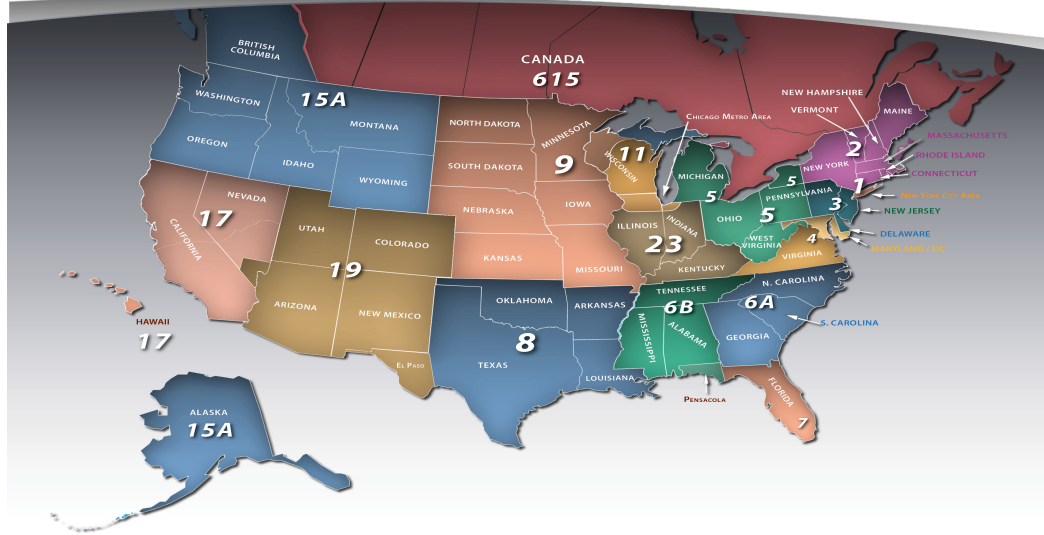 BRITISH
COLUMBIA
CANADA
615
WASHINGTON
15A
MONTANA
OREGON
IDAHO
WYOMING
NORTH DAKOTA
MINNESOTA
SOUTH DAKOTA
9
WISCONSIN
11
Chicago Metro Area
NEW HAMPSHIRE
VERMONT
MAINE
MASSACHUSETTS
2
NEW YORK
RHODE ISLAND
CONNECTICUT
1
New York City Area
MICHIGAN
5
5
PENNSYLVANIA
3
NEW JERSEY
DELAWARE
MARYLAND / DC
NEVADA
17
CALIFORNIA
UTAH
COLORADO
19
ARIZONA
NEW MEXICO
El Paso
NEBRASKA
IOWA
KANSAS
MISSOURI
ILLINOIS
INDIANA
23
KENTUCKY
OHIO
5
WEST
VIRGINIA
4
VIRGINIA
TENNESSEE
6B
N. CAROLINA
6A
S. CAROLINA
OKLAHOMA
ARKANSAS
8
TEXAS
LOUISIANA
MISSISSIPPI
ALABAMA
GEORGIA
Pensacola
FLORIDA
7
HAWAII
17
ALASKA
15A